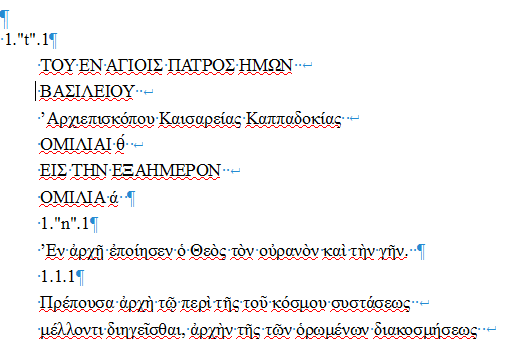 1."t".1
ΤΟΥ ΕΝ ΑΓΙΟΙΣ ΠΑΤΡΟΣ ΗΜΩΝ
ΒΑΣΙΛΕΙΟΥ
᾿Αρχιεπισκόπου Καισαρείας Καππαδοκίας
ΟΜΙΛΙΑΙ θ́
ΕΙΣ ΤΗΝ ΕΞΑΗΜΕΡΟΝ
ΟΜΙΛΙΑ ά
1."n".1
᾿Εν ἀρχῇ ἐποίησεν ὁ Θεὸς τὸν οὐρανὸν καὶ τὴν γῆν.
1.1.1
Πρέπουσα ἀρχὴ τῷ περὶ τῆς τοῦ κόσμου συστάσεως
μέλλοντι διηγεῖσθαι, ἀρχὴν τῆς τῶν ὁρωμένων διακοσμήσεως